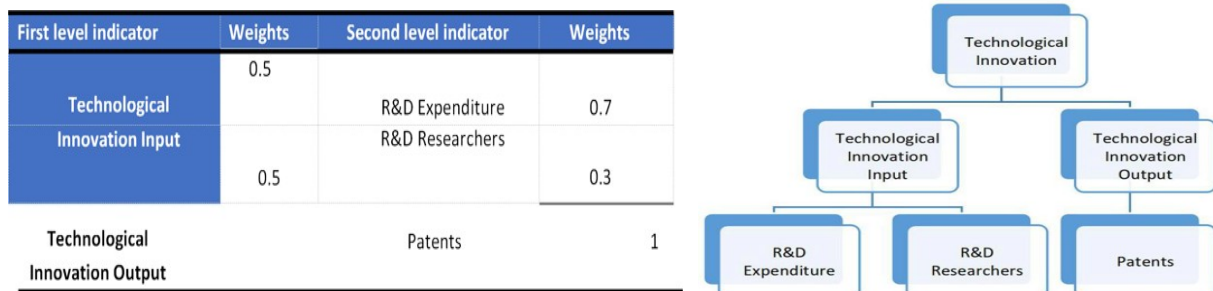 First level indicator Weights Second level indicator Weights
0.5
Technological R&D Expenditure 0.7
Innovation Input R&D Researchers
0.5 0.3
Technological Patents 1
Innovation Output
Technological
Innovation
Technological
Innovation
Input
Technological
Innovation
Output
R&D
Expenditure
R&D
Researchers
Patents